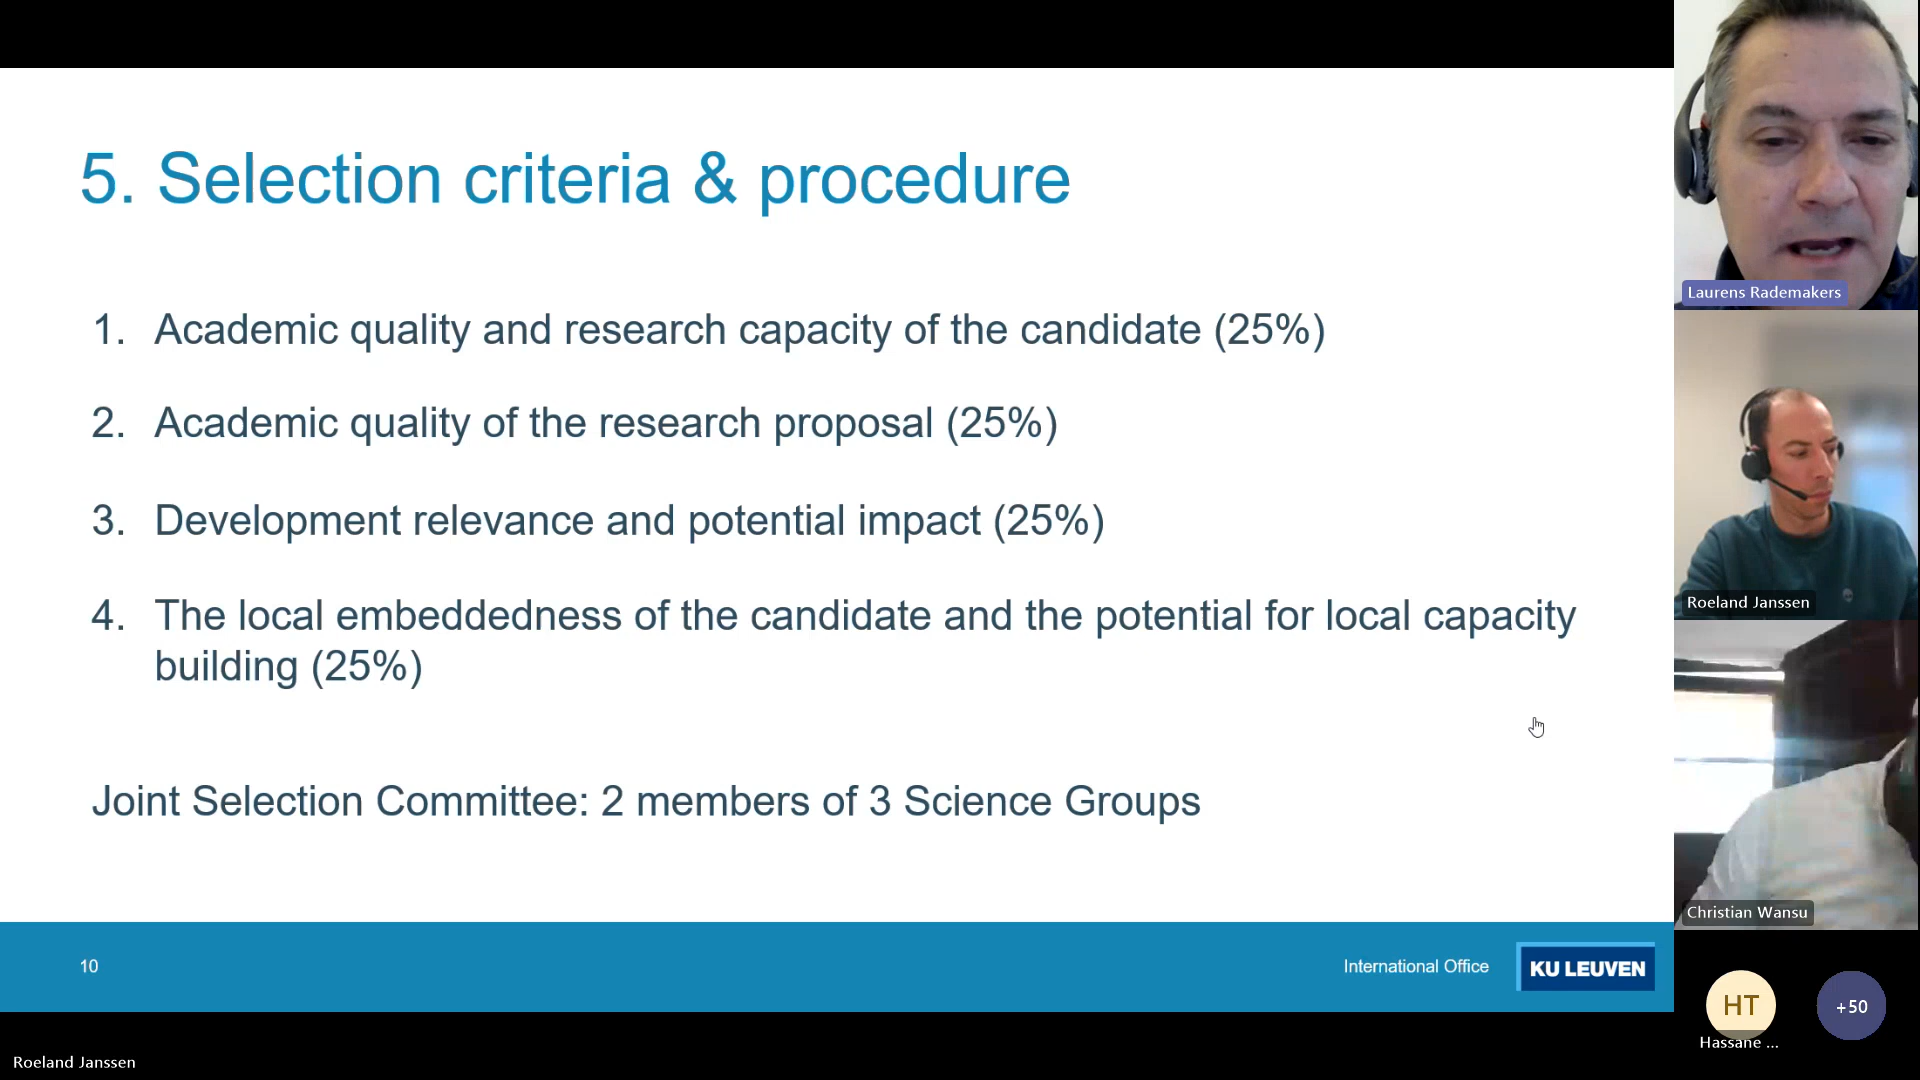 5. Selection criteria & procedure
1. Academic quality and research capacity of the candidate (25%)
2. Academic quality of the research proposal (25%)
3. Development relevance and potential impact (25%)
4. The local embeddedness of the candidate and the potential for local capacity
building (25%)
Joint Selection Committee: 2 members of 3 Science Groups
10
International Office
KU LEUVEN
Laurens Rademakers
Roeland Janssen
Christian Wansu
HT
Hassane ...
+50
Roeland Janssen